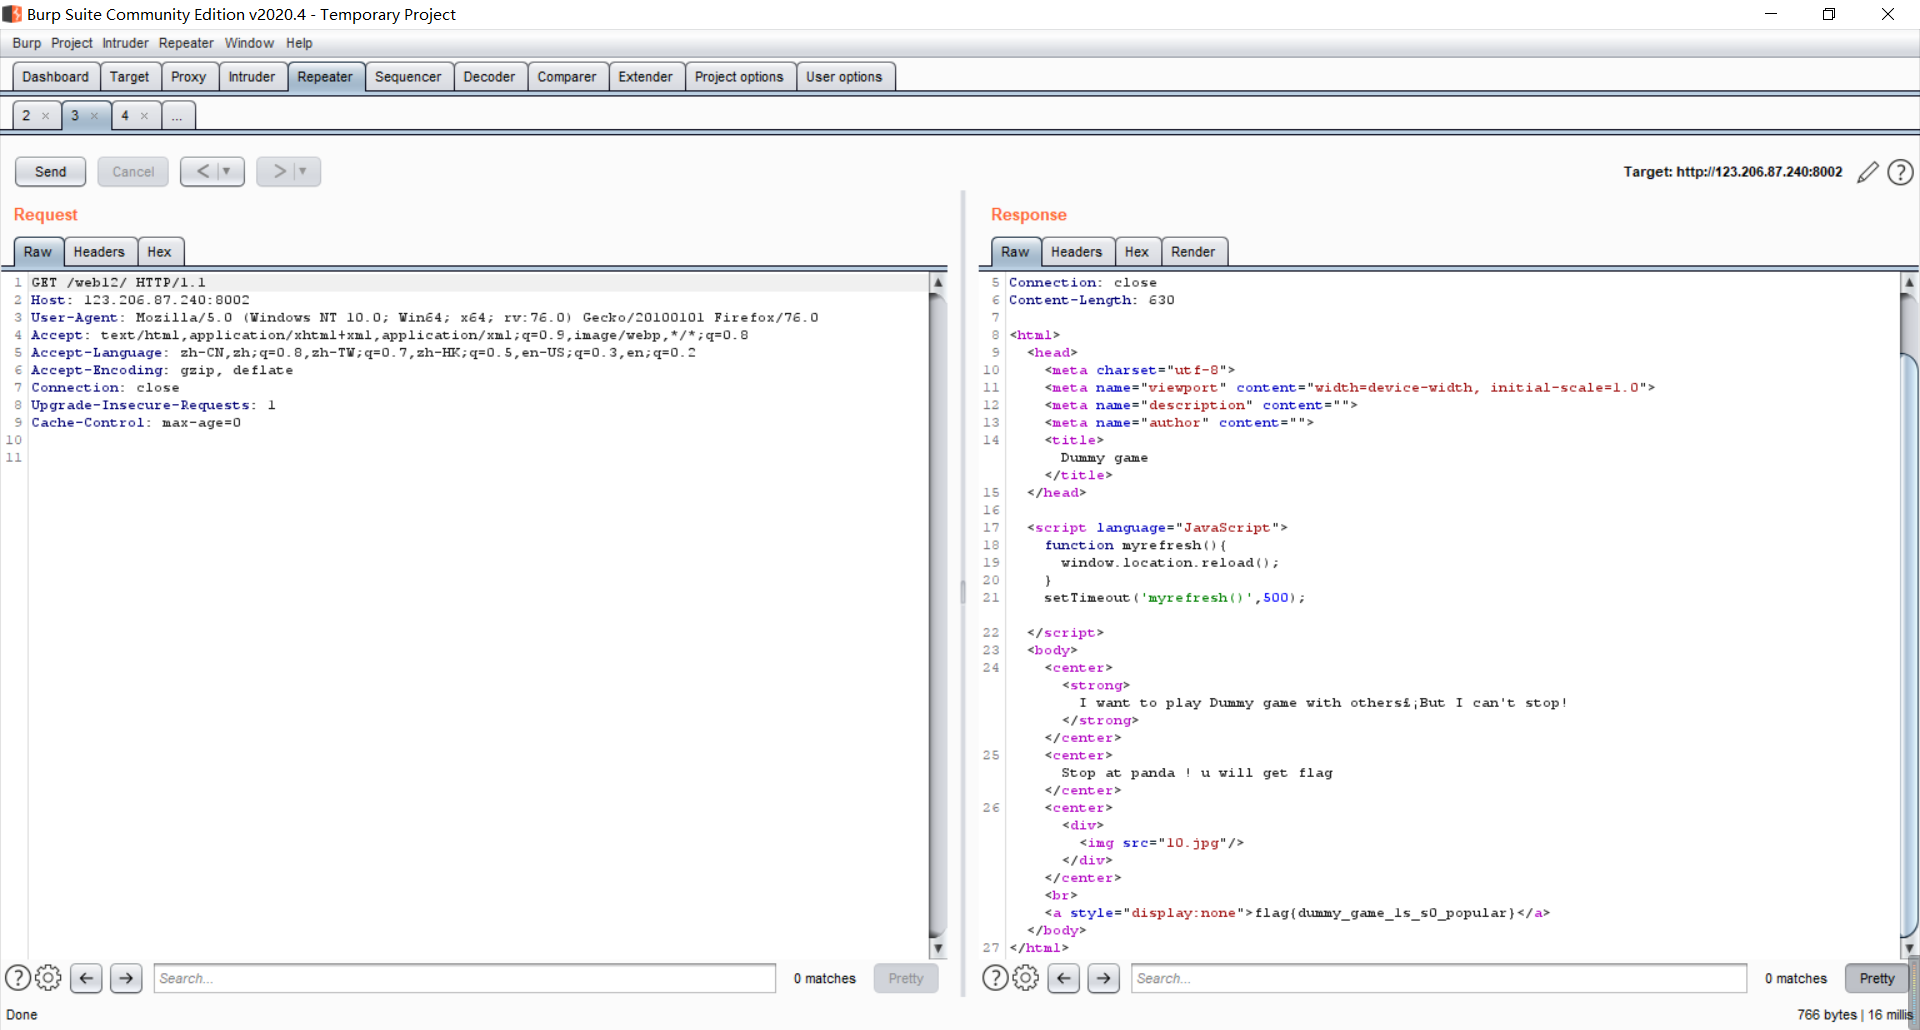 Burp Suite Community Edition v2020.4 - Temporary Project
Burp Project Intruder Repeater Window Help
Dashboard Target Proxy Intruder Repeater Sequencer Decoder Comparer Extender Project options User options
2 × 3 × 4 × ...
Send Cancel < ▼ > ▼ Target: http://123.206.87.240:8002 ?
Request
Raw Headers Hex
1 GET /web12/ HTTP/1.1
2 Host: 123.206.87.240:8002
3 User-Agent: Mozilla/5.0 (Windows NT 10.0; Win64; x64; rv:76.0) Gecko/20100101 Firefox/76.0
4 Accept: text/html,application/xhtml+xml,application/xml;q=0.9,image/webp,*/*;q=0.8
5 Accept-Language: zh-CN,zh;q=0.8,zh-TW;q=0.7,zh-HK;q=0.5,en-US;q=0.3,en;q=0.2
6 Accept-Encoding: gzip, deflate
7 Connection: close
8 Upgrade-Insecure-Requests: 1
9 Cache-Control: max-age=0
10
11
? ← → Search... 0 matches Pretty
Response
Raw Headers Hex Render
5 Connection: close
6 Content-Length: 630
7
8 <html>
9 <head>
10 <meta charset="utf-8">
11 <meta name="viewport" content="width=device-width, initial-scale=1.0">
12 <meta name="description" content="">
13 <meta name="author" content="">
14 <title>
Dummy game
</title>
15 </head>
16
17 <script language="JavaScript">
18 function myrefresh(){
19 window.location.reload();
20 }
21 setTimeout('myrefresh()',500);
22 </script>
23 <body>
24 <center>
<strong>
I want to play Dummy game with others£¡But I can't stop!
</strong>
</center>
25 <center>
Stop at panda ! u will get flag
</center>
26 <center>
<div>
<img src="10.jpg"/>
</div>
</center>
<br>
<a style="display:none">flag{dummy_game_1s_s0_popular}</a>
</body>
27 </html>
? ← → Search... 0 matches Pretty
Done
766 bytes | 16 millis